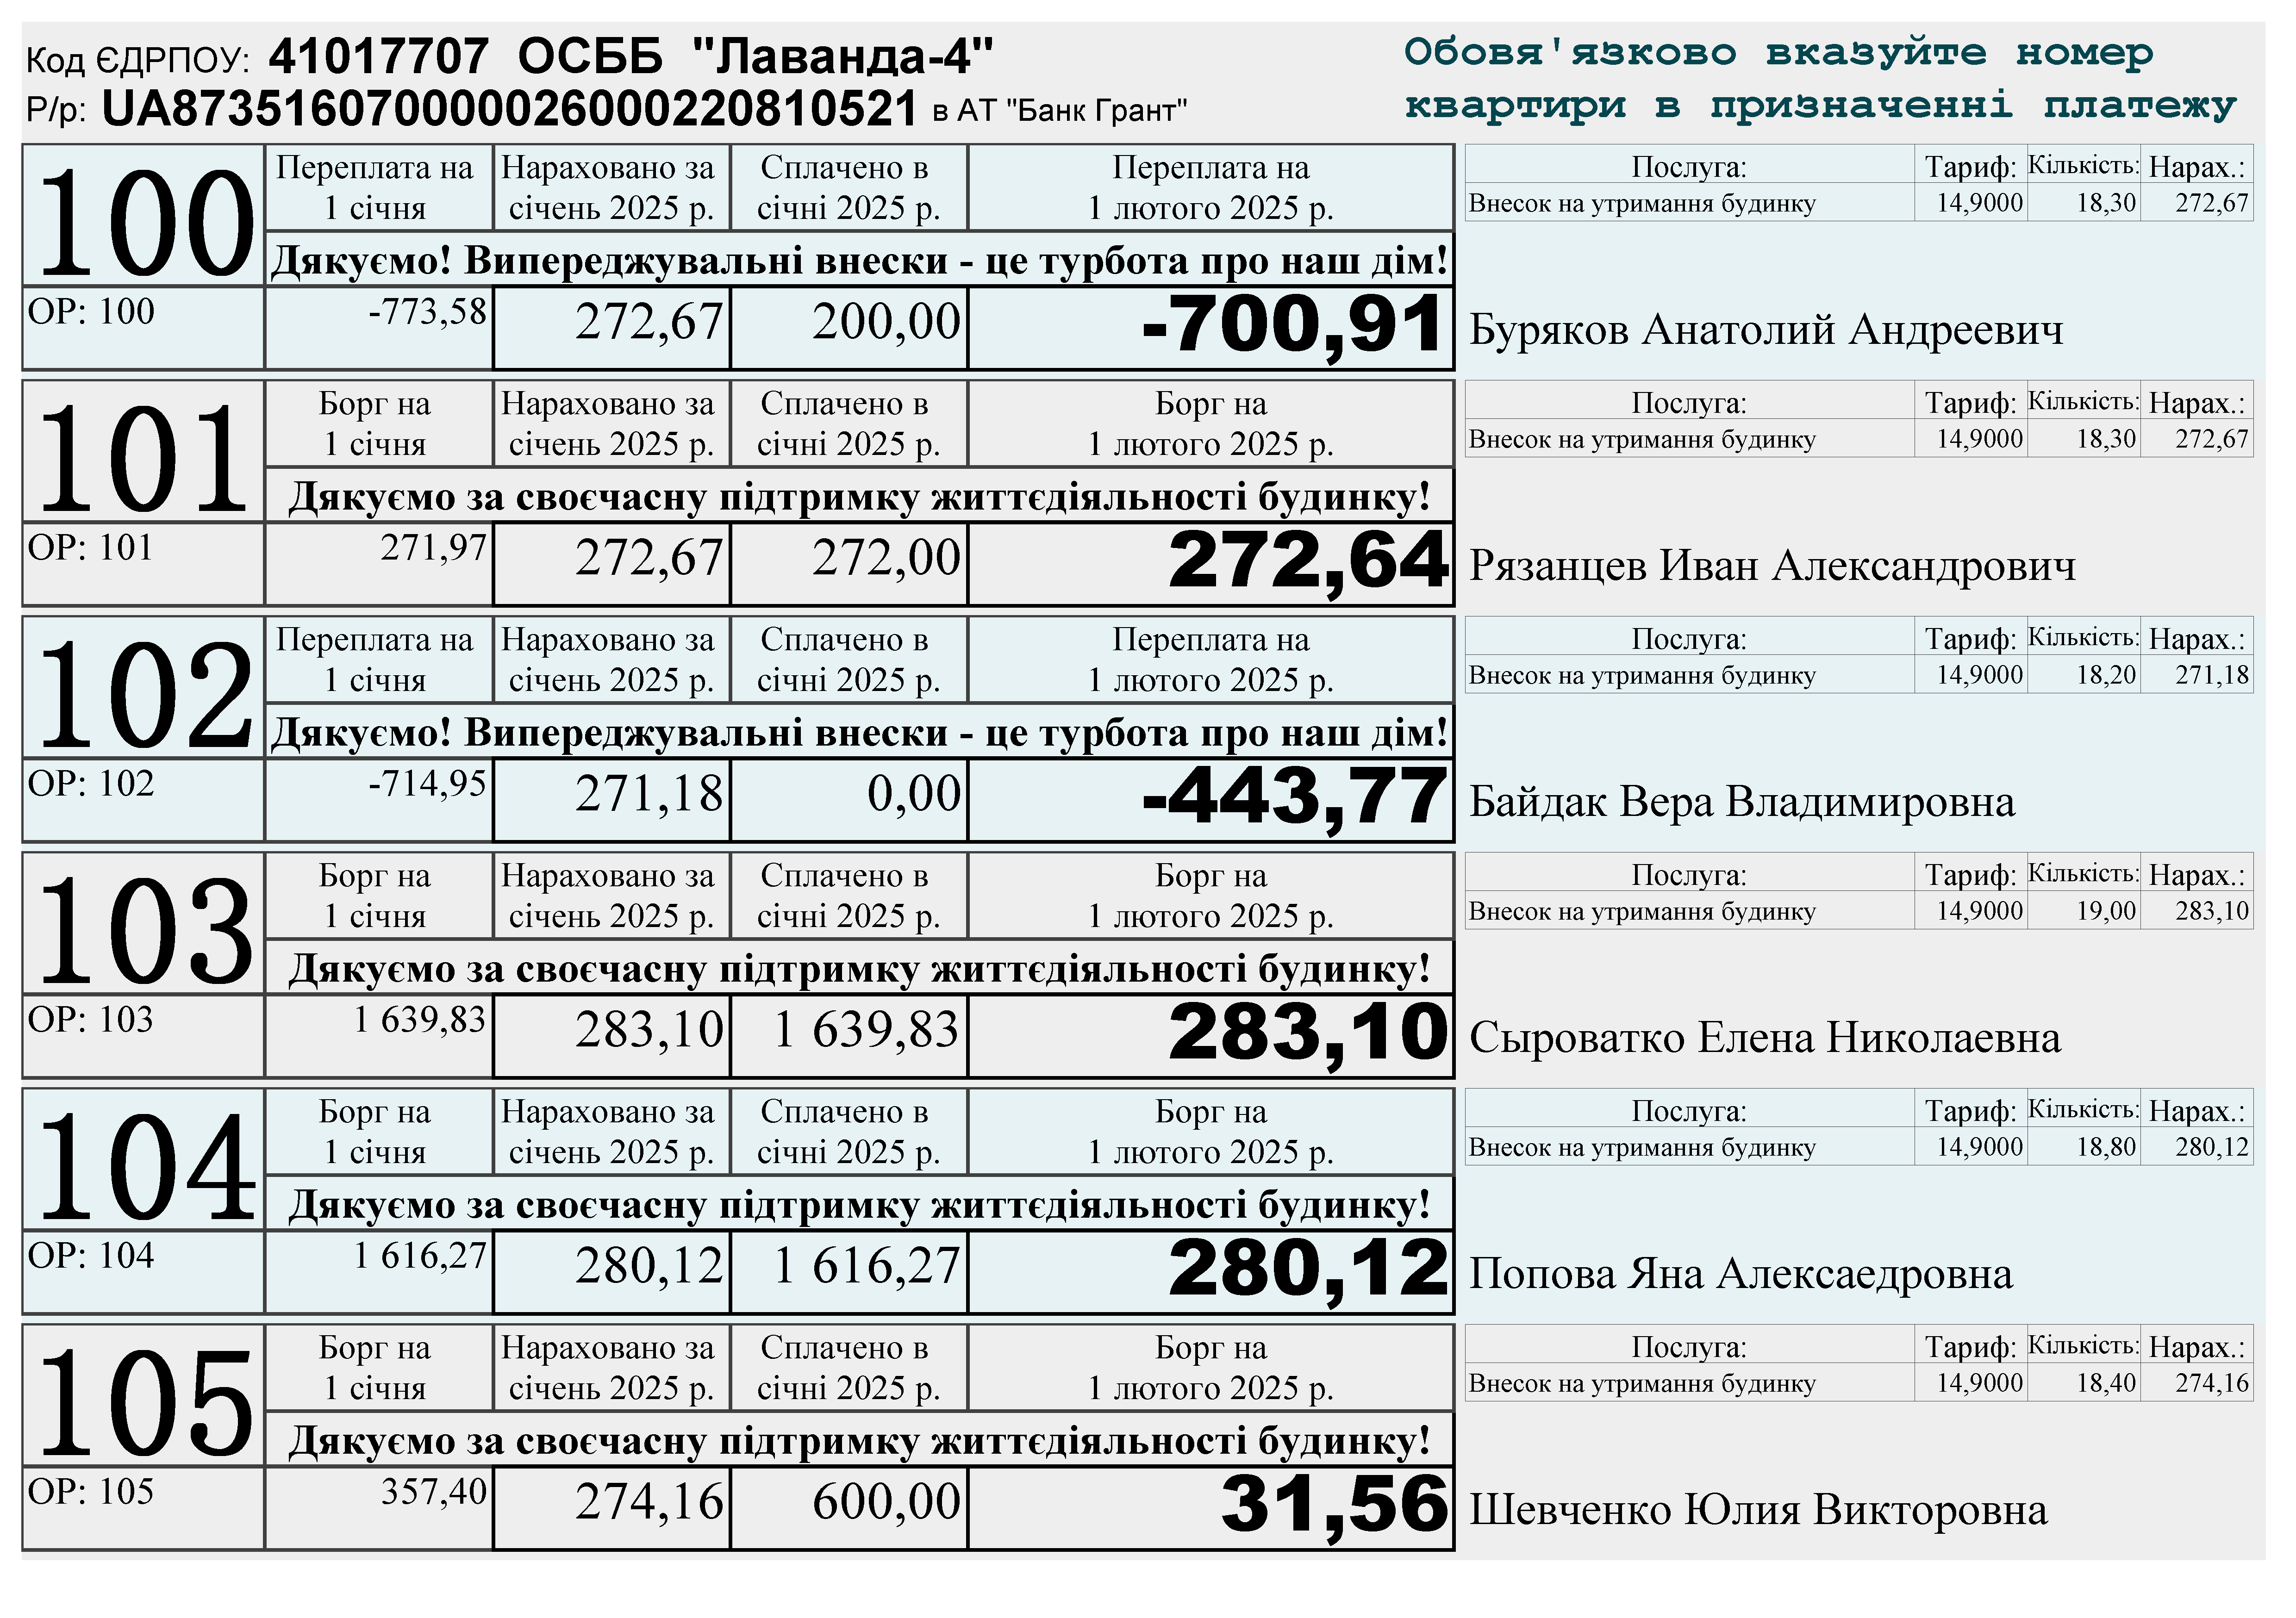 Код ЄДРПОУ: 41017707 ОСББ "Лаванда-4"
Р/р: UA873516070000026000220810521 в АТ "Банк Грант"
Обовя'язково вказуйте номер
квартири в призначенні платежу
100
Переплата на 1 січня
Нараховано за січень 2025 р.
Сплачено в січні 2025 р.
Переплата на 1 лютого 2025 р.
Дякуємо! Випереджувальні внески - це турбота про наш дім!
ОР: 100 -773,58 272,67 200,00 -700,91
Послуга: Тариф: Кількість: Нарах.:
Внесок на утримання будинку 14,9000 18,30 272,67
Буряков Анатолий Андреевич
101
Борг на 1 січня
Нараховано за січень 2025 р.
Сплачено в січні 2025 р.
Борг на 1 лютого 2025 р.
Дякуємо за своєчасну підтримку життєдіяльності будинку!
ОР: 101 271,97 272,67 272,00 272,64
Послуга: Тариф: Кількість: Нарах.:
Внесок на утримання будинку 14,9000 18,30 272,67
Рязанцев Иван Александрович
102
Переплата на 1 січня
Нараховано за січень 2025 р.
Сплачено в січні 2025 р.
Переплата на 1 лютого 2025 р.
Дякуємо! Випереджувальні внески - це турбота про наш дім!
ОР: 102 -714,95 271,18 0,00 -443,77
Послуга: Тариф: Кількість: Нарах.:
Внесок на утримання будинку 14,9000 18,20 271,18
Байдак Вера Владимировна
103
Борг на 1 січня
Нараховано за січень 2025 р.
Сплачено в січні 2025 р.
Борг на 1 лютого 2025 р.
Дякуємо за своєчасну підтримку життєдіяльності будинку!
ОР: 103 1 639,83 283,10 1 639,83 283,10
Послуга: Тариф: Кількість: Нарах.:
Внесок на утримання будинку 14,9000 19,00 283,10
Сыроватко Елена Николаевна
104
Борг на 1 січня
Нараховано за січень 2025 р.
Сплачено в січні 2025 р.
Борг на 1 лютого 2025 р.
Дякуємо за своєчасну підтримку життєдіяльності будинку!
ОР: 104 1 616,27 280,12 1 616,27 280,12
Послуга: Тариф: Кількість: Нарах.:
Внесок на утримання будинку 14,9000 18,80 280,12
Попова Яна Алексаедровна
105
Борг на 1 січня
Нараховано за січень 2025 р.
Сплачено в січні 2025 р.
Борг на 1 лютого 2025 р.
Дякуємо за своєчасну підтримку життєдіяльності будинку!
ОР: 105 357,40 274,16 600,00 31,56
Послуга: Тариф: Кількість: Нарах.:
Внесок на утримання будинку 14,9000 18,40 274,16
Шевченко Юлия Викторовна